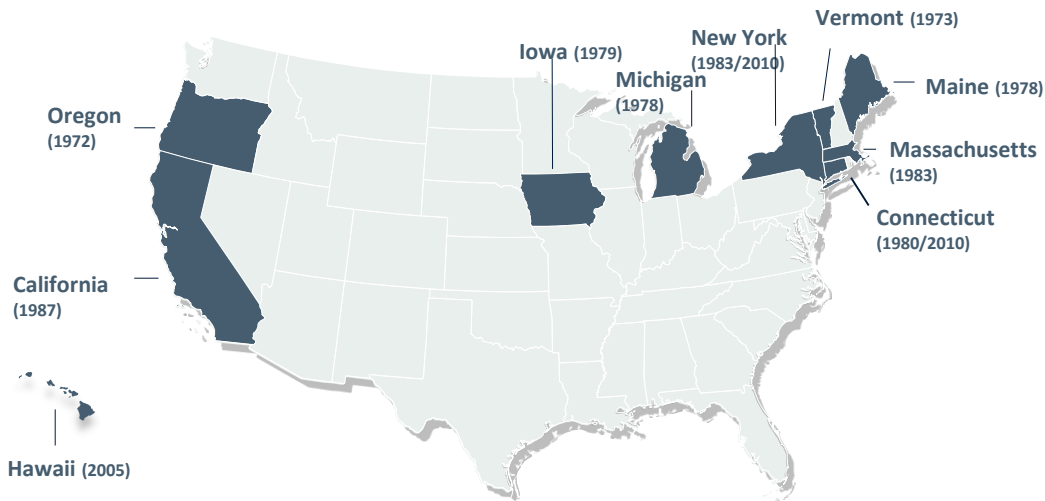 Vermont (1973)
Iowa (1979)
New York
(1983/2010)
Michigan
(1978)
Maine (1978)
Oregon
(1972)
Massachusetts
(1983)
Connecticut
(1980/2010)
California
(1987)
Hawaii (2005)